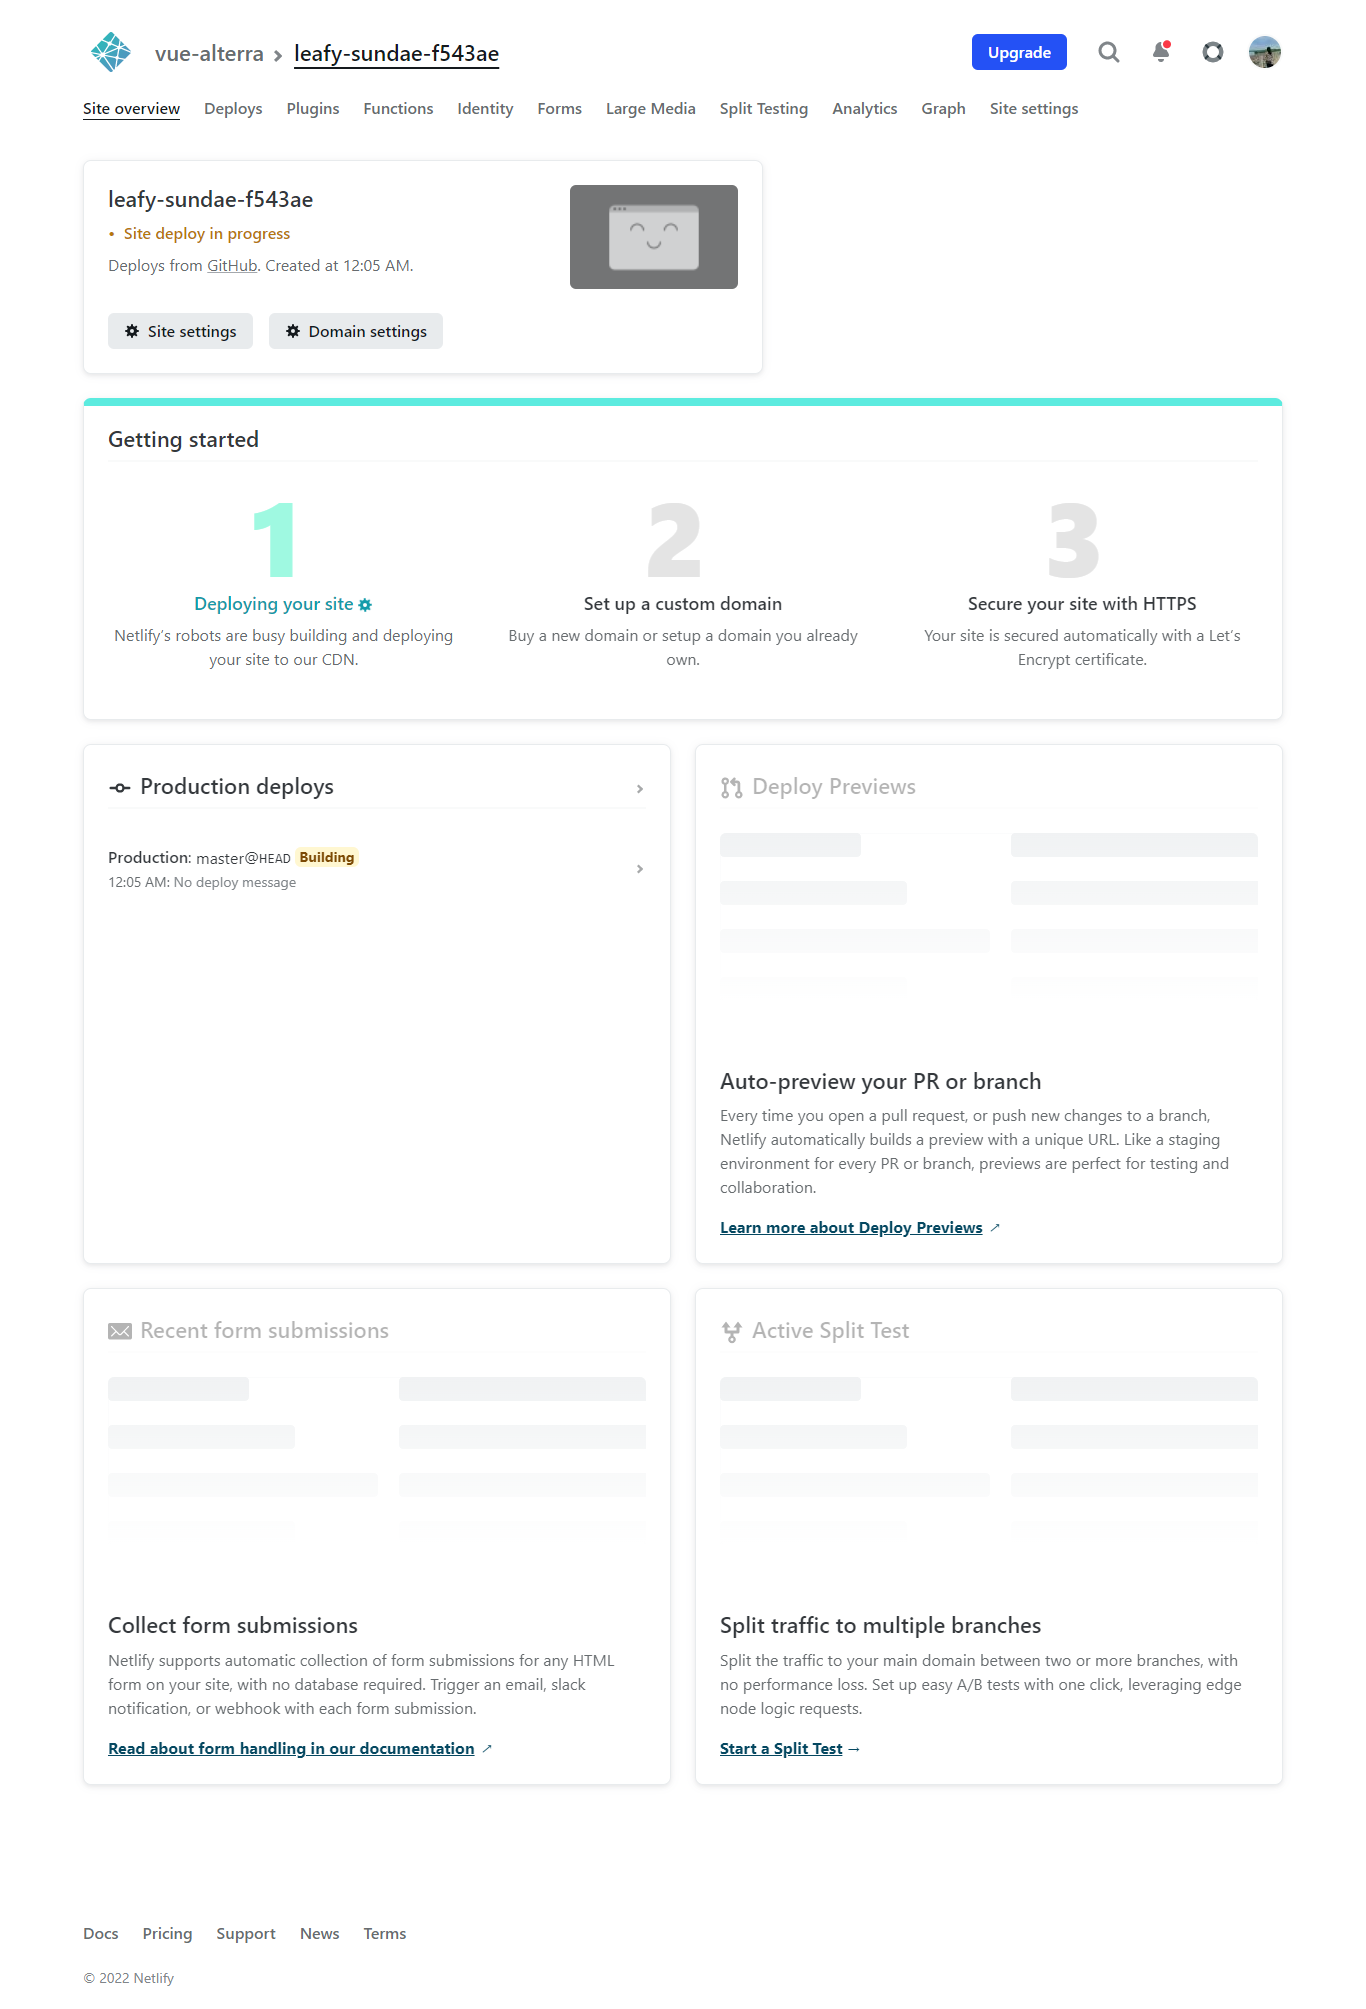 vue-alterra › leafy-sundae-f543ae
Upgrade
Site overview Deploys Plugins Functions Identity Forms Large Media Split Testing Analytics Graph Site settings
leafy-sundae-f543ae
• Site deploy in progress
Deploys from GitHub. Created at 12:05 AM.
Site settings
Domain settings
Getting started
1
Deploying your site
Netlify’s robots are busy building and deploying
your site to our CDN.
2
Set up a custom domain
Buy a new domain or setup a domain you already
own.
3
Secure your site with HTTPS
Your site is secured automatically with a Let’s
Encrypt certificate.
Production deploys
Production: master@HEAD Building
12:05 AM: No deploy message
Deploy Previews
Auto-preview your PR or branch
Every time you open a pull request, or push new changes to a branch,
Netlify automatically builds a preview with a unique URL. Like a staging
environment for every PR or branch, previews are perfect for testing and
collaboration.
Learn more about Deploy Previews ↗
Recent form submissions
Collect form submissions
Netlify supports automatic collection of form submissions for any HTML
form on your site, with no database required. Trigger an email, slack
notification, or webhook with each form submission.
Read about form handling in our documentation ↗
Active Split Test
Split traffic to multiple branches
Split the traffic to your main domain between two or more branches, with
no performance loss. Set up easy A/B tests with one click, leveraging edge
node logic requests.
Start a Split Test →
Docs Pricing Support News Terms
© 2022 Netlify